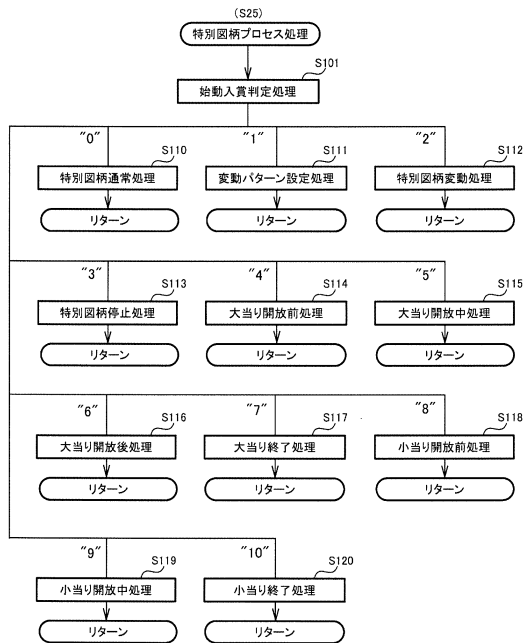 (S25)
特別図柄プロセス処理
S101
始動入賞判定処理
"0"
"1"
"2"
S110
S111
S112
特別図柄通常処理
変動パターン設定処理
特別図柄変動処理
リターン
リターン
リターン
"3"
"4"
"5"
S113
S114
S115
特別図柄停止処理
大当り開放前処理
大当り開放中処理
リターン
リターン
リターン
"6"
"7"
"8"
S116
S117
S118
大当り開放後処理
大当り終了処理
小当り開放前処理
リターン
リターン
リターン
"9"
"10"
S119
S120
小当り開放中処理
小当り終了処理
リターン
リターン